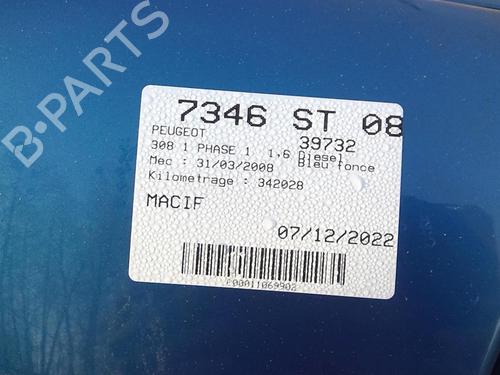 7346 ST 08
PEUGEOT 39732
308 1 PHASE 1 1,6 Diesel
Mec : 31/03/2008 Bleu fonce
Kilometrage : 342028
MACIF
07/12/2022
F00011069902
B-PARTS